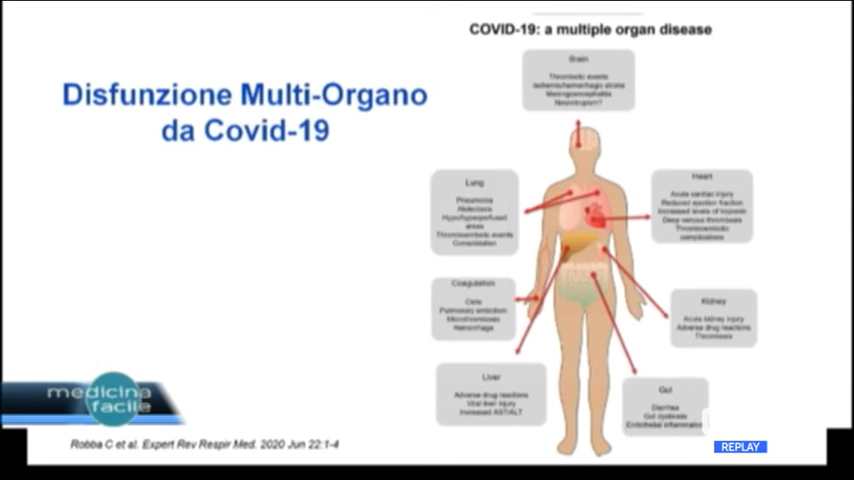 COVID-19: a multiple organ disease
Disfunzione Multi-Organo
da Covid-19
Brain
Thrombotic events
Ischemic/hemorrhagic stroke
Meningoencephalitis
Neurotropism?
Lung
Pneumonia
Atelectasis
Hypo/hyperperfused
areas
Thromboembolic events
Consolidation
Heart
Acute cardiac injury
Reduced ejection fraction
Increased levels of troponin
Deep venous thrombosis
Thromboembolic
complications
Coagulation
Clots
Pulmonary embolism
Microthrombosis
Hemorrhage
Kidney
Acute kidney injury
Adverse drug reactions
Thrombosis
Liver
Adverse drug reactions
Viral liver injury
Increased AST/ALT
Gut
Diarrhea
Gut dysbiosis
Endothelial inflammation
medicina
facile
Robba C et al. Expert Rev Respir Med. 2020 Jun 22:1-4
REPLAY